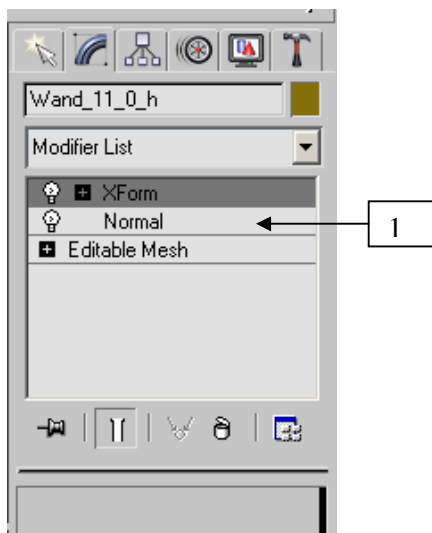 Wand_11_0_h
Modifier List
XForm
Normal
1
Editable Mesh